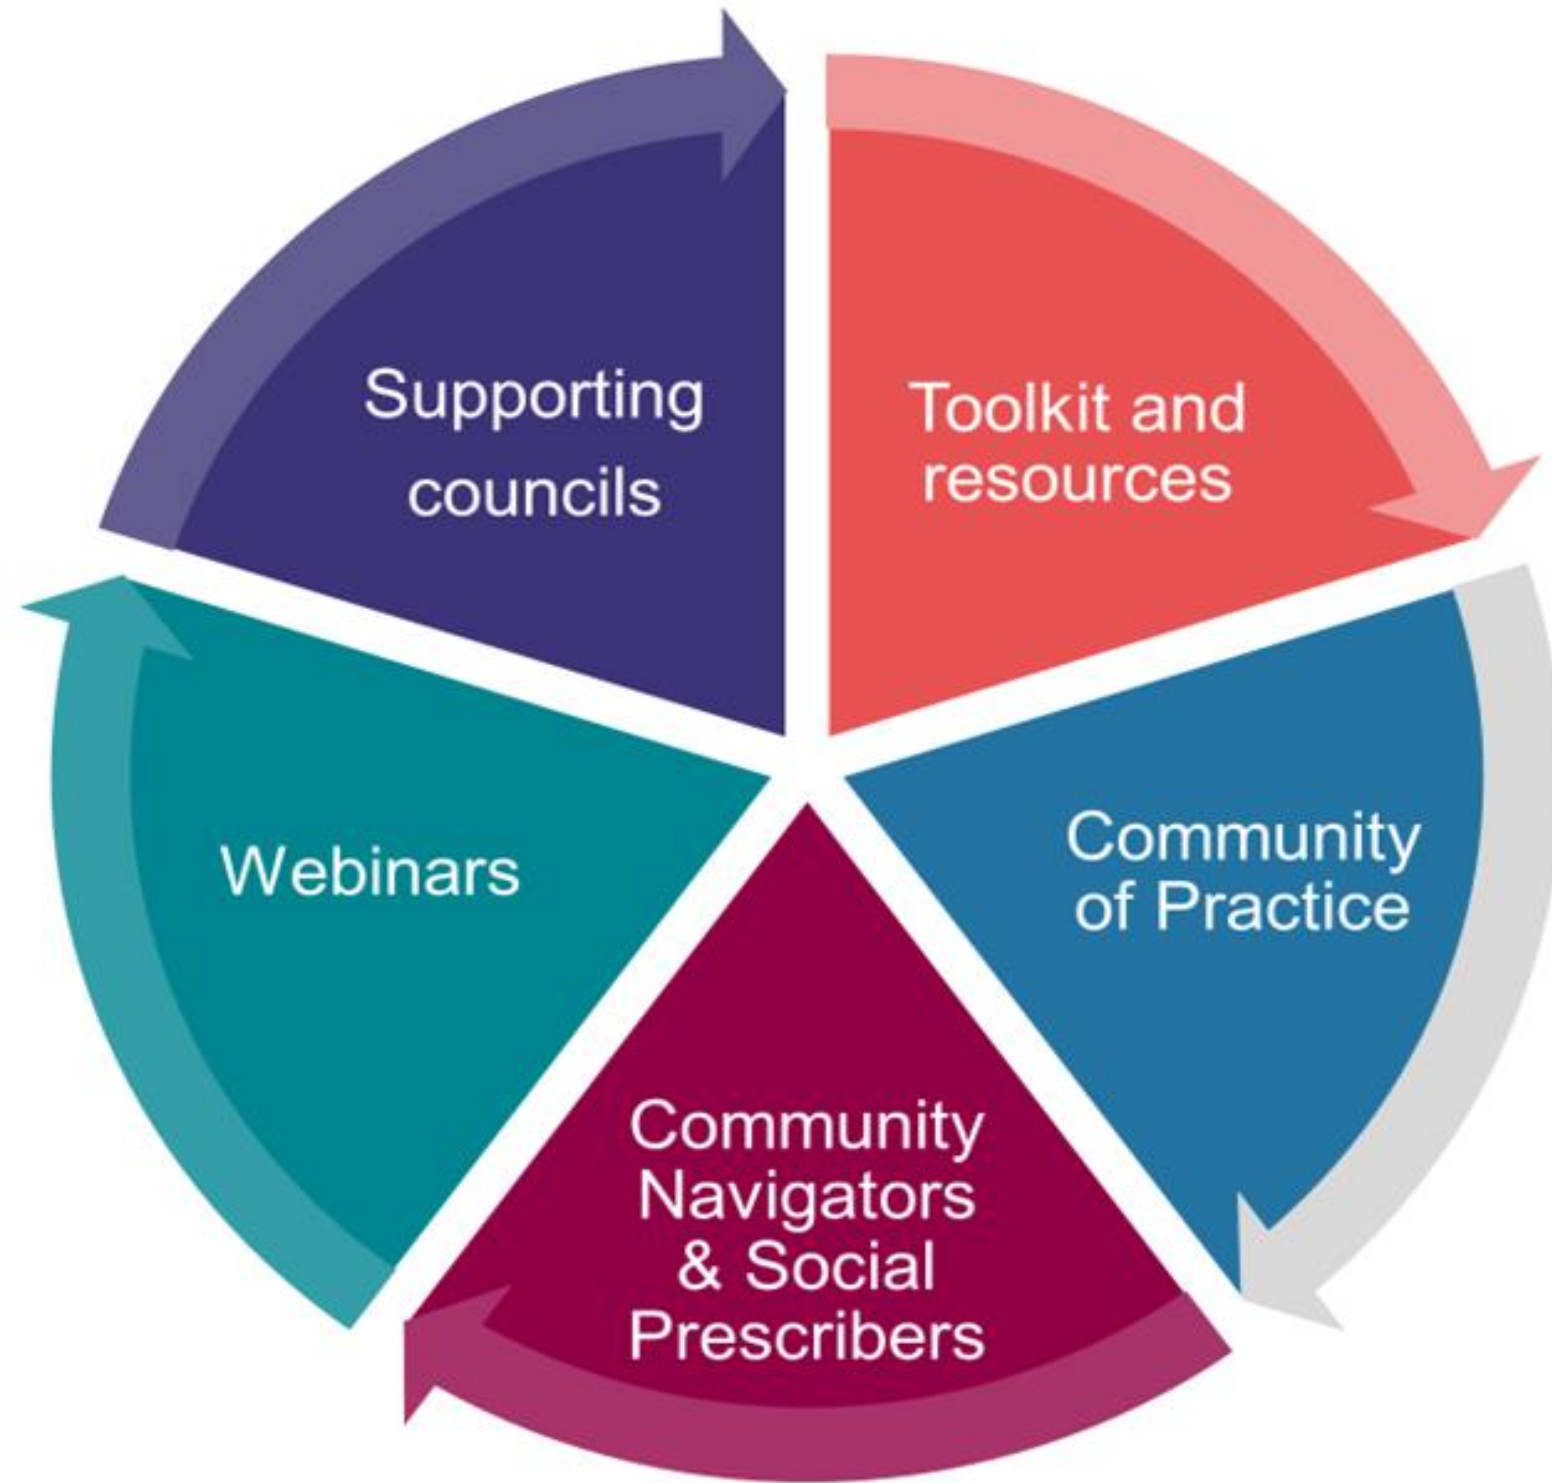 Supporting
councils
Toolkit and
resources
Webinars
Community
of Practice
Community
Navigators
& Social
Prescribers